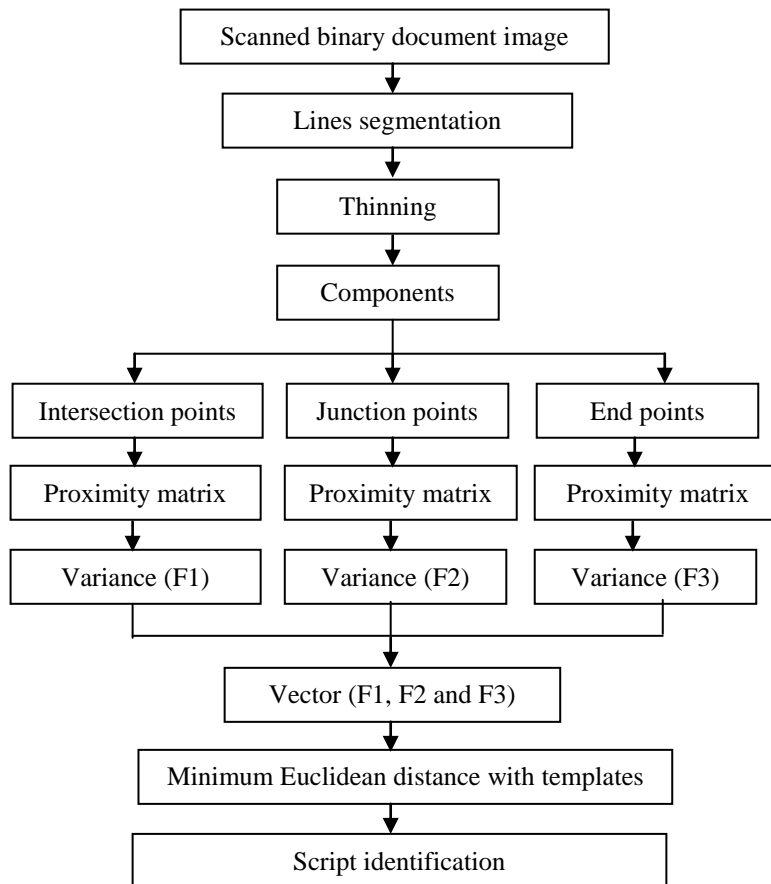 Scanned binary document image
Lines segmentation
Thinning
Components
Intersection points
Junction points
End points
Proximity matrix
Proximity matrix
Proximity matrix
Variance (F1)
Variance (F2)
Variance (F3)
Vector (F1, F2 and F3)
Minimum Euclidean distance with templates
Script identification